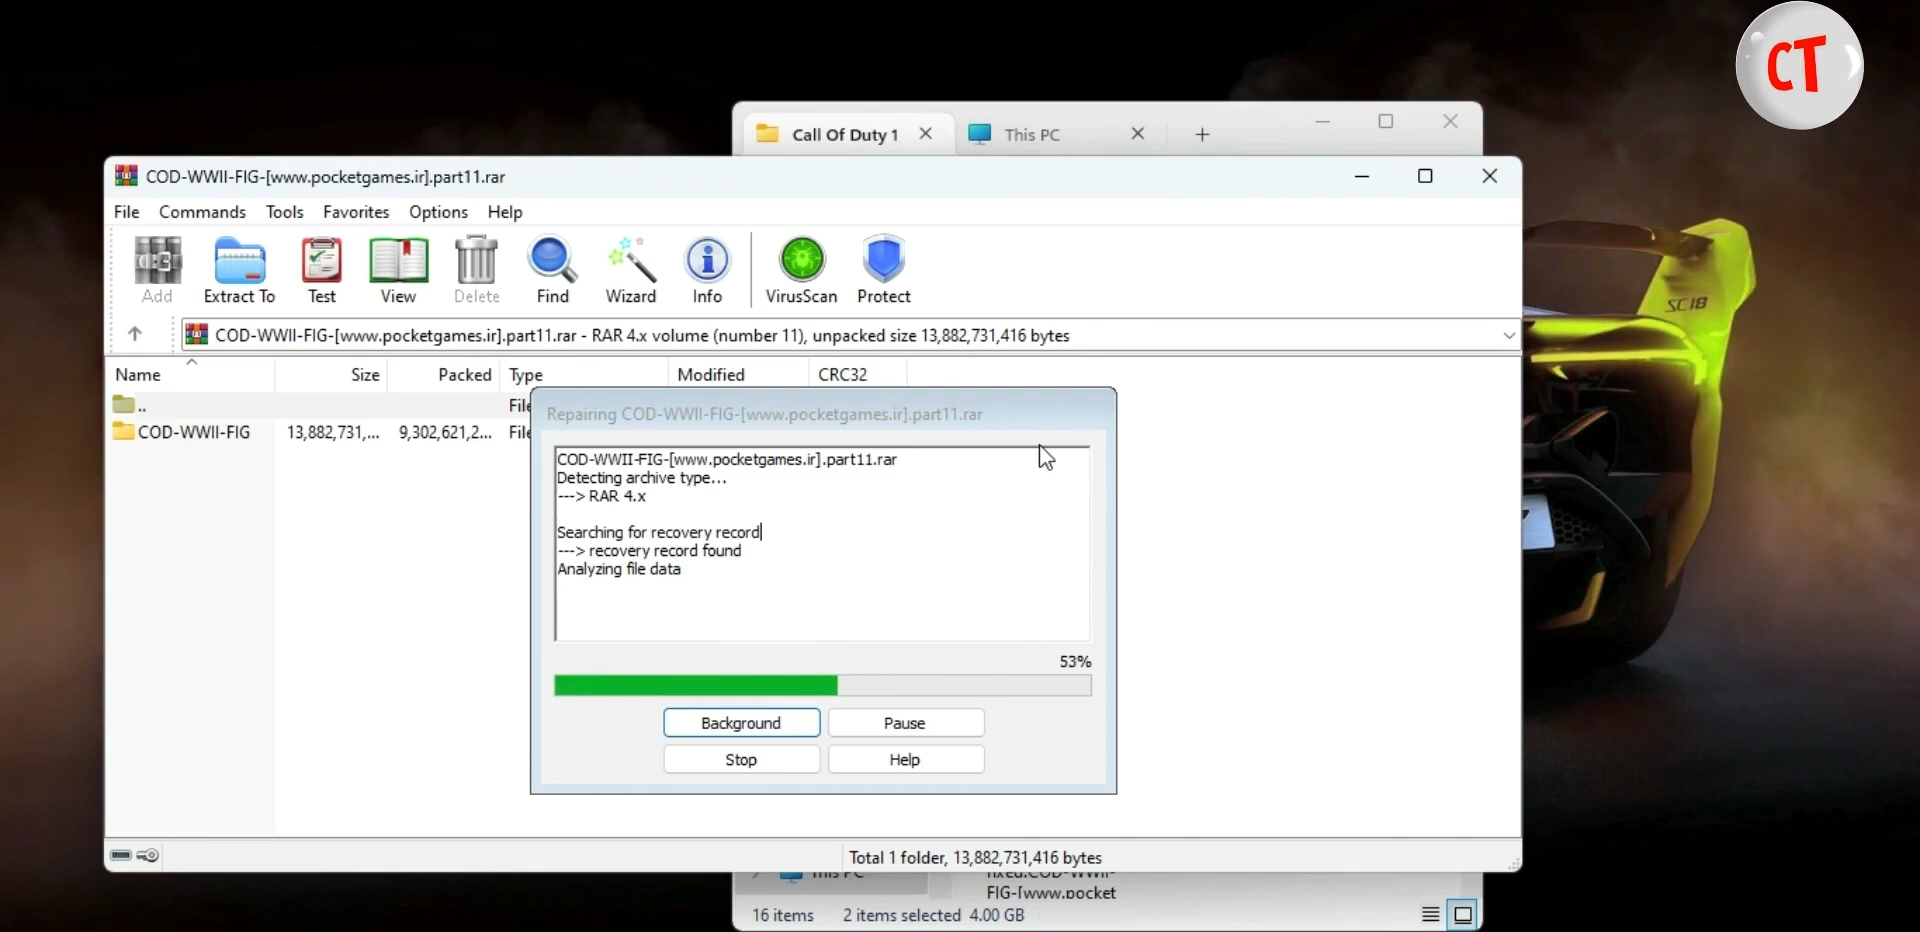 CT
Call Of Duty 1
This PC
COD-WWII-FIG-[www.pocketgames.ir].part11.rar
File Commands Tools Favorites Options Help
Add Extract To Test View Delete Find Wizard Info VirusScan Protect
COD-WWII-FIG-[www.pocketgames.ir].part11.rar - RAR 4.x volume (number 11), unpacked size 13,882,731,416 bytes
Name Size Packed Type Modified CRC32
..
COD-WWII-FIG 13,882,731,... 9,302,621,2...
Repairing COD-WWII-FIG-[www.pocketgames.ir].part11.rar
COD-WWII-FIG-[www.pocketgames.ir].part11.rar
Detecting archive type...
---> RAR 4.x
Searching for recovery record
---> recovery record found
Analyzing file data
53%
Background Pause
Stop Help
Total 1 folder, 13,882,731,416 bytes
This PC
fixed.COD-WWII-
FIG-[www.pocket
16 items 2 items selected 4.00 GB
SC18